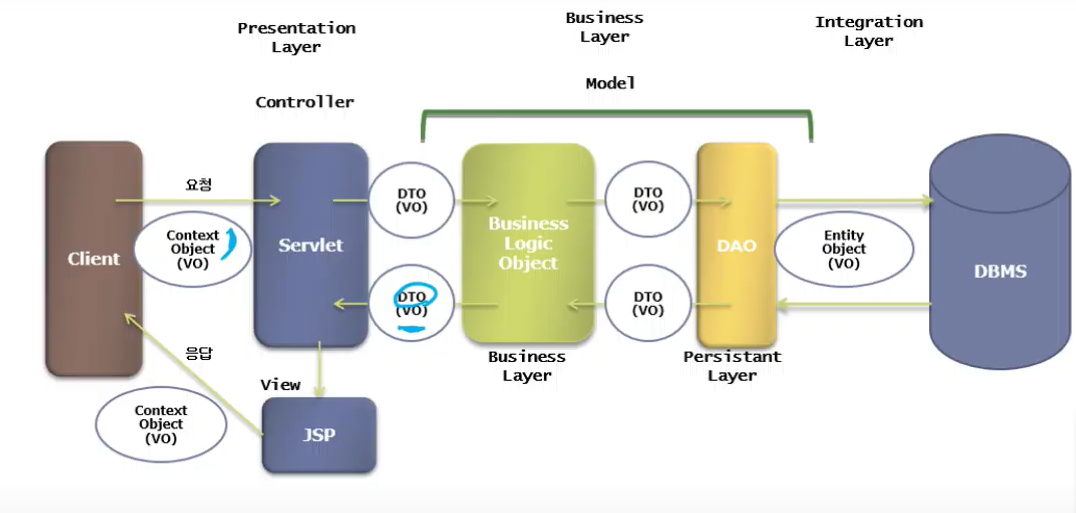 Presentation
Layer
Business
Layer
Integration
Layer
Model
Controller
Client
요청
Context
Object
(VO)
Servlet
DTO
(VO)
Business
Logic
Object
DTO
(VO)
DAO
Entity
Object
(VO)
DBMS
DTO
(VO)
DTO
(VO)
Business
Layer
Persistant
Layer
응답
View
Context
Object
(VO)
JSP